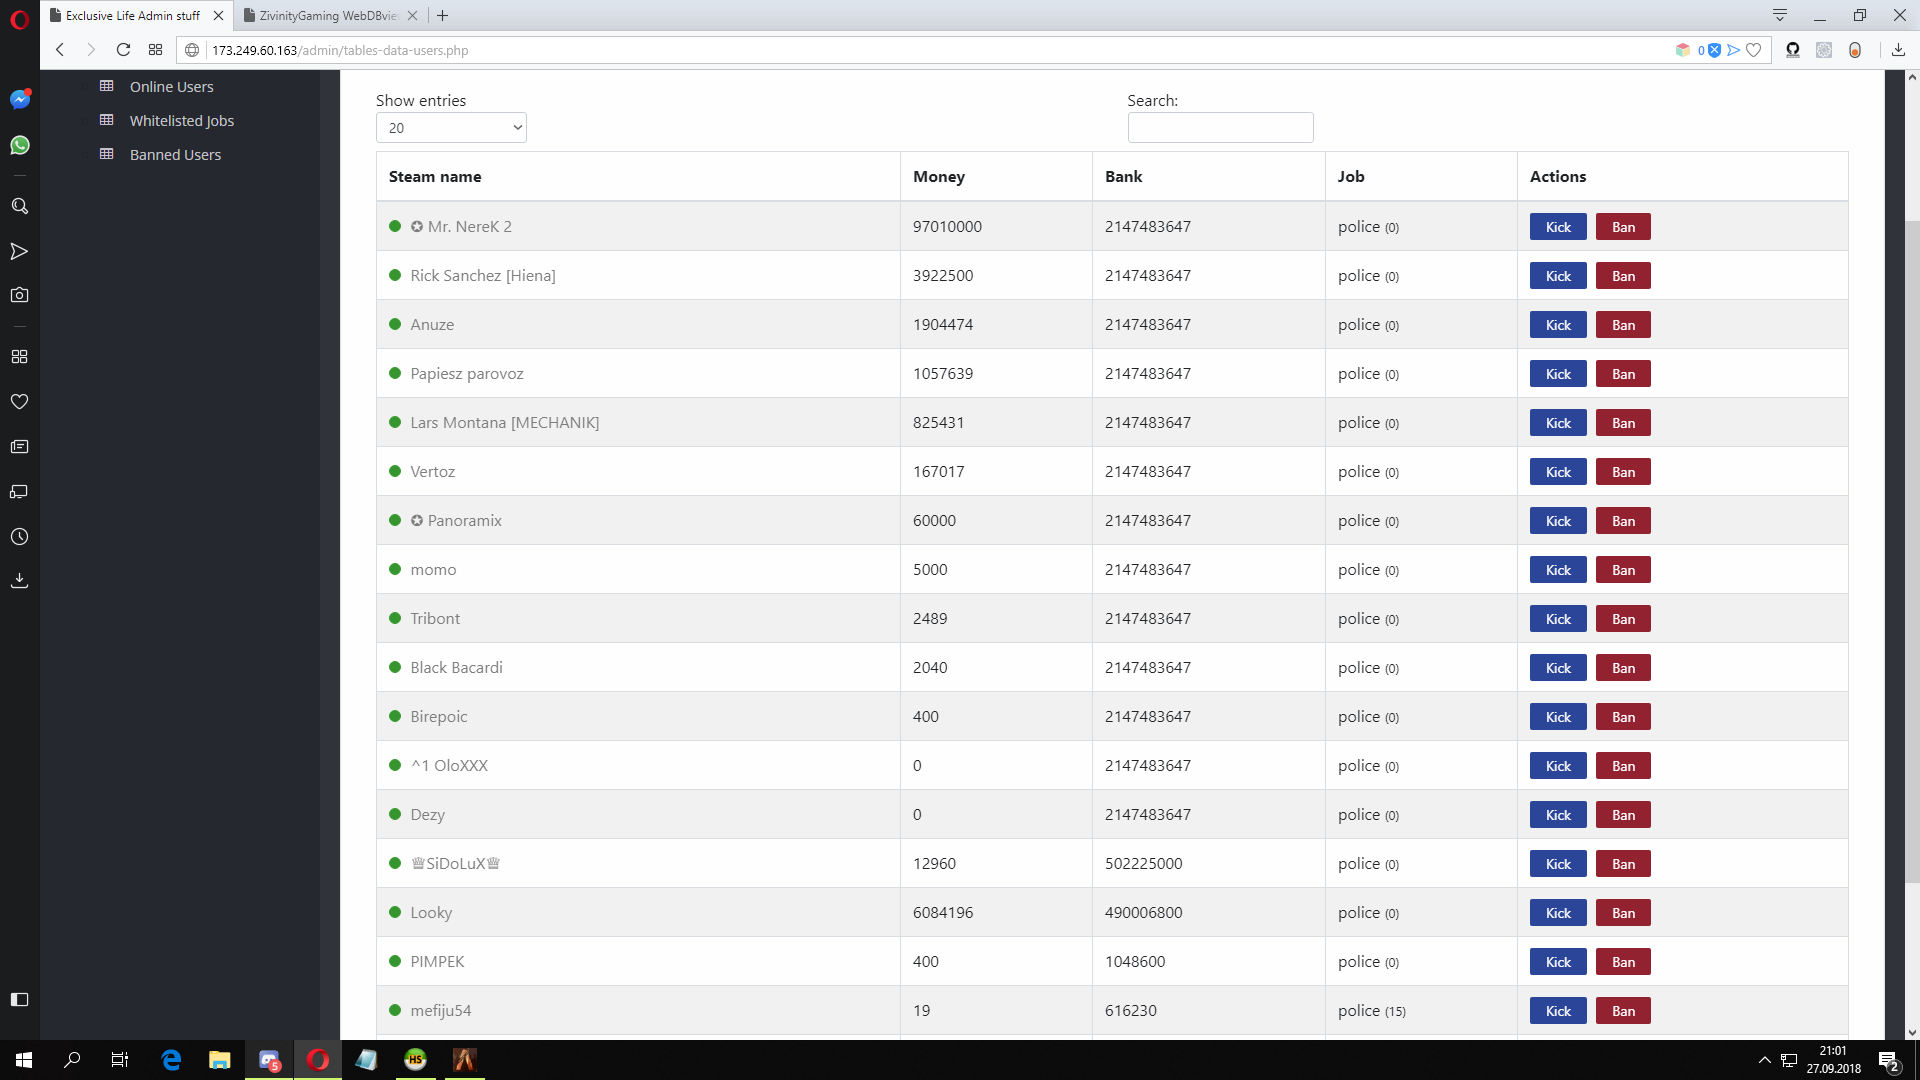 Exclusive Life Admin stuff
ZivinityGaming WebDBvie
173.249.60.163/admin/tables-data-users.php
0
Online Users
Whitelisted Jobs
Banned Users
Show entries
Search:
20
Steam name Money Bank Job Actions
✪ Mr. NereK 2 97010000 2147483647 police (0) Kick Ban
Rick Sanchez [Hiena] 3922500 2147483647 police (0) Kick Ban
Anuze 1904474 2147483647 police (0) Kick Ban
Papiesz parovoz 1057639 2147483647 police (0) Kick Ban
Lars Montana [MECHANIK] 825431 2147483647 police (0) Kick Ban
Vertoz 167017 2147483647 police (0) Kick Ban
✪ Panoramix 60000 2147483647 police (0) Kick Ban
momo 5000 2147483647 police (0) Kick Ban
Tribont 2489 2147483647 police (0) Kick Ban
Black Bacardi 2040 2147483647 police (0) Kick Ban
Birepoic 400 2147483647 police (0) Kick Ban
^1 OloXXX 0 2147483647 police (0) Kick Ban
Dezy 0 2147483647 police (0) Kick Ban
♕SiDoLuX♕ 12960 502225000 police (0) Kick Ban
Looky 6084196 490006800 police (0) Kick Ban
PIMPEK 400 1048600 police (0) Kick Ban
mefiju54 19 616230 police (15) Kick Ban
5
HS
21:01
27.09.2018
2